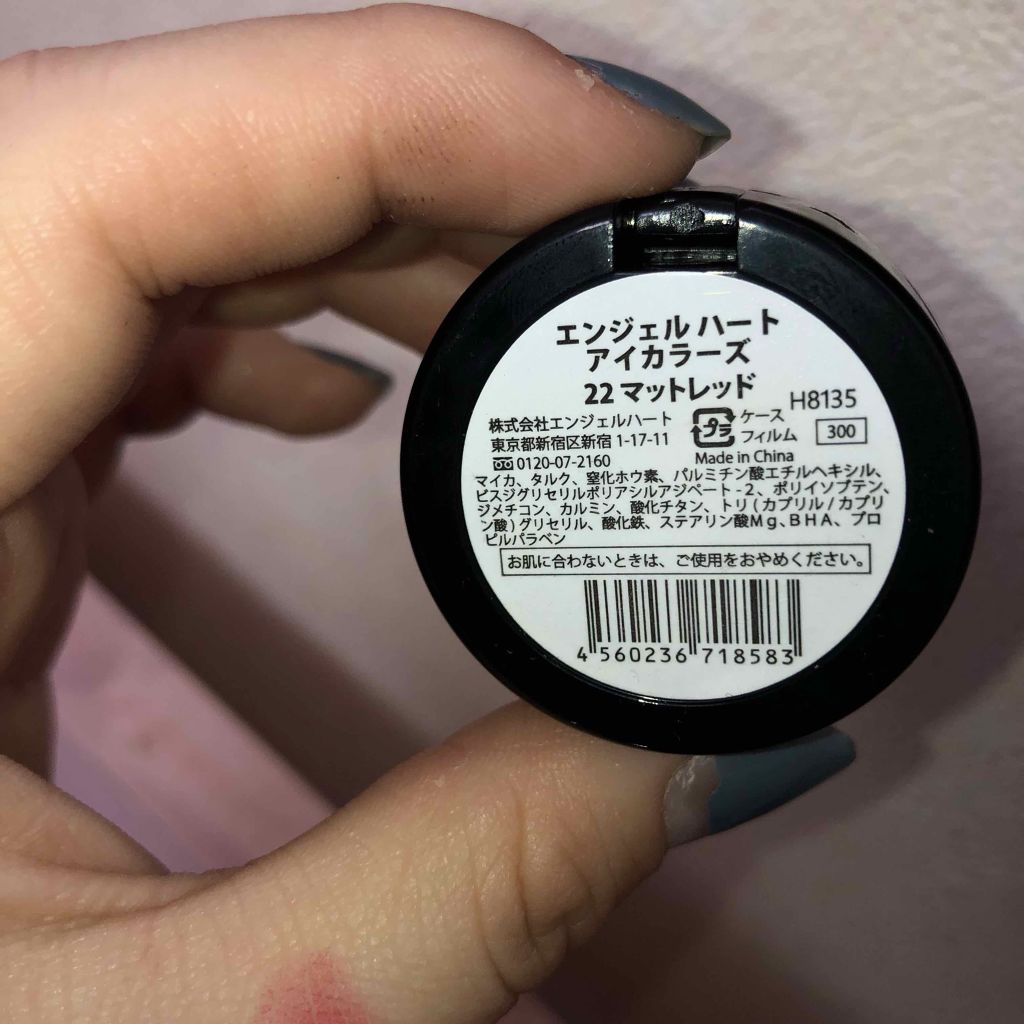 エンジェル ハート
アイカラーズ
22 マットレッド
H8135
株式会社エンジェルハート
東京都新宿区新宿 1-17-11
0120-07-2160
プラ
ケース
フィルム
300
Made in China
マイカ、タルク、窒化ホウ素、パルミチン酸エチルヘキシル、
ビスジグリセリルポリアシルアジペート-2、ポリイソブテン、
ジメチコン、カルミン、酸化チタン、トリ(カプリル/カプリ
ン酸)グリセリル、酸化鉄、ステアリン酸Mg、BHA、プロ
ピルパラベン
お肌に合わないときは、ご使用をおやめください。
4 560236 718583